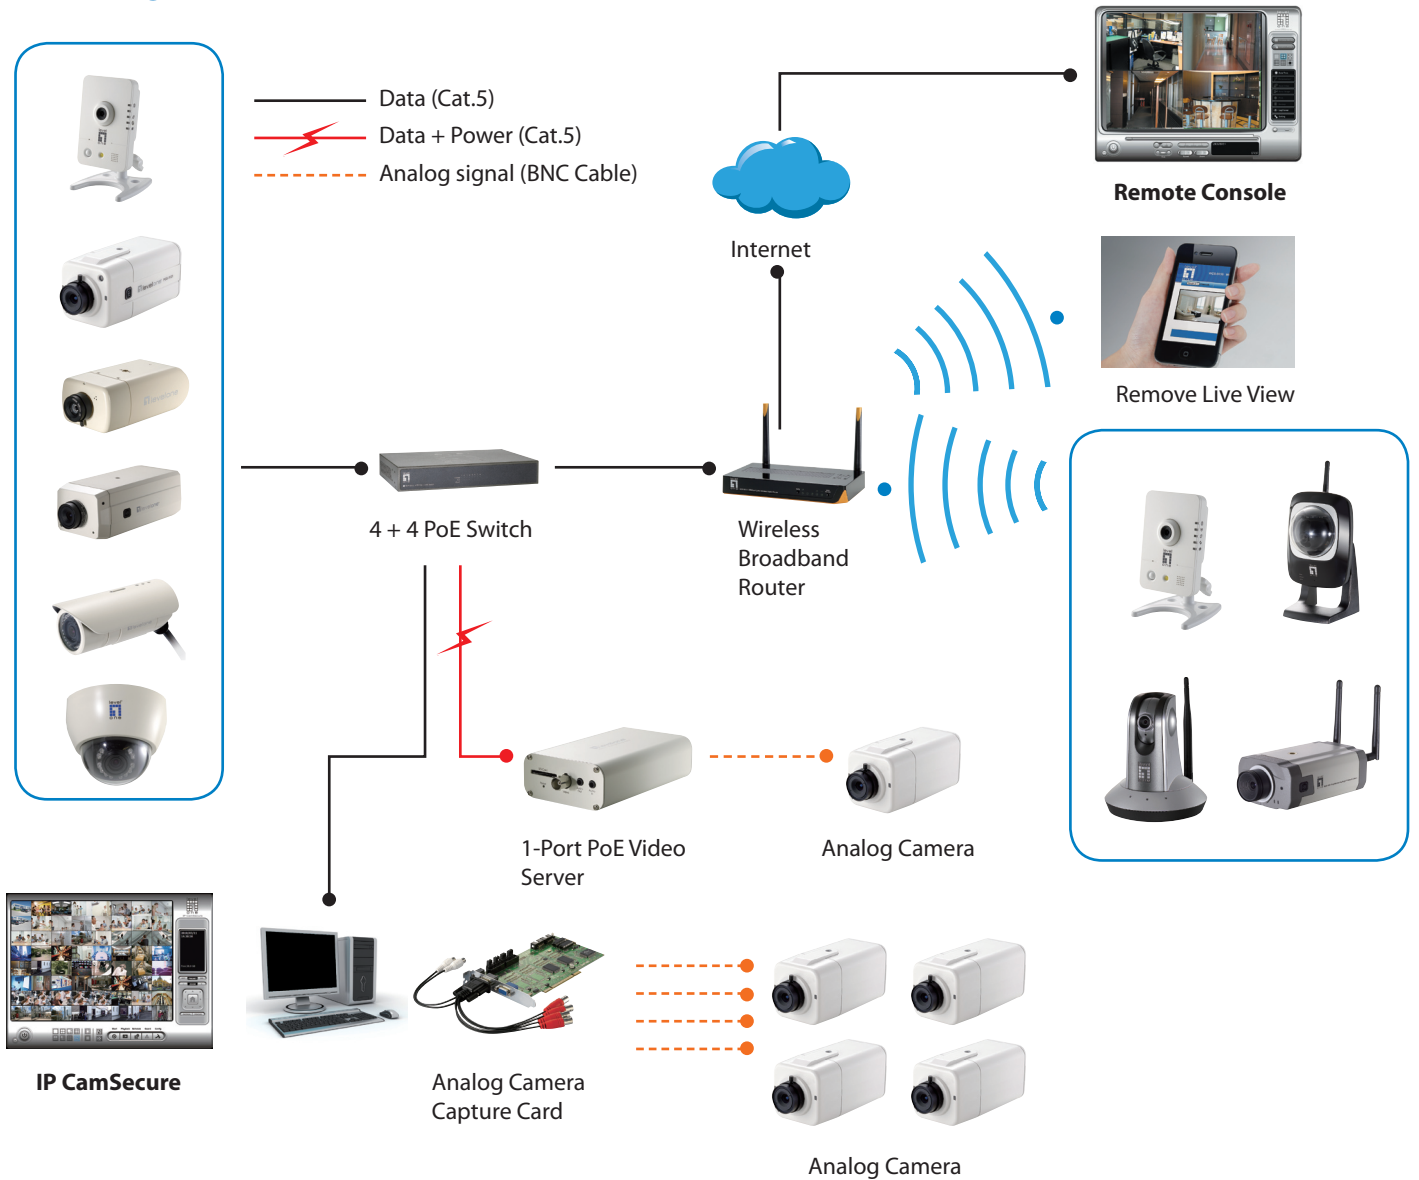 Data (Cat.5)
Data + Power (Cat.5)
Analog signal (BNC Cable)
Remote Console
Internet
Remove Live View
4 + 4 PoE Switch
Wireless
Broadband
Router
1-Port PoE Video
Server
Analog Camera
IP CamSecure
Analog Camera
Capture Card
Analog Camera